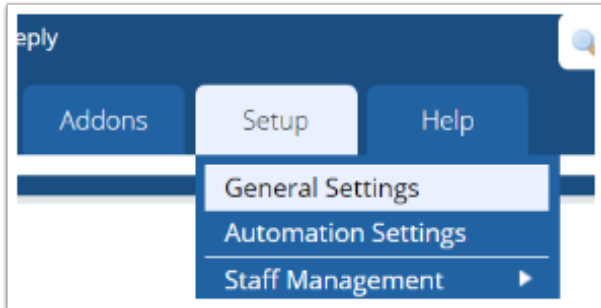 eply
Addons Setup Help
General Settings
Automation Settings
Staff Management